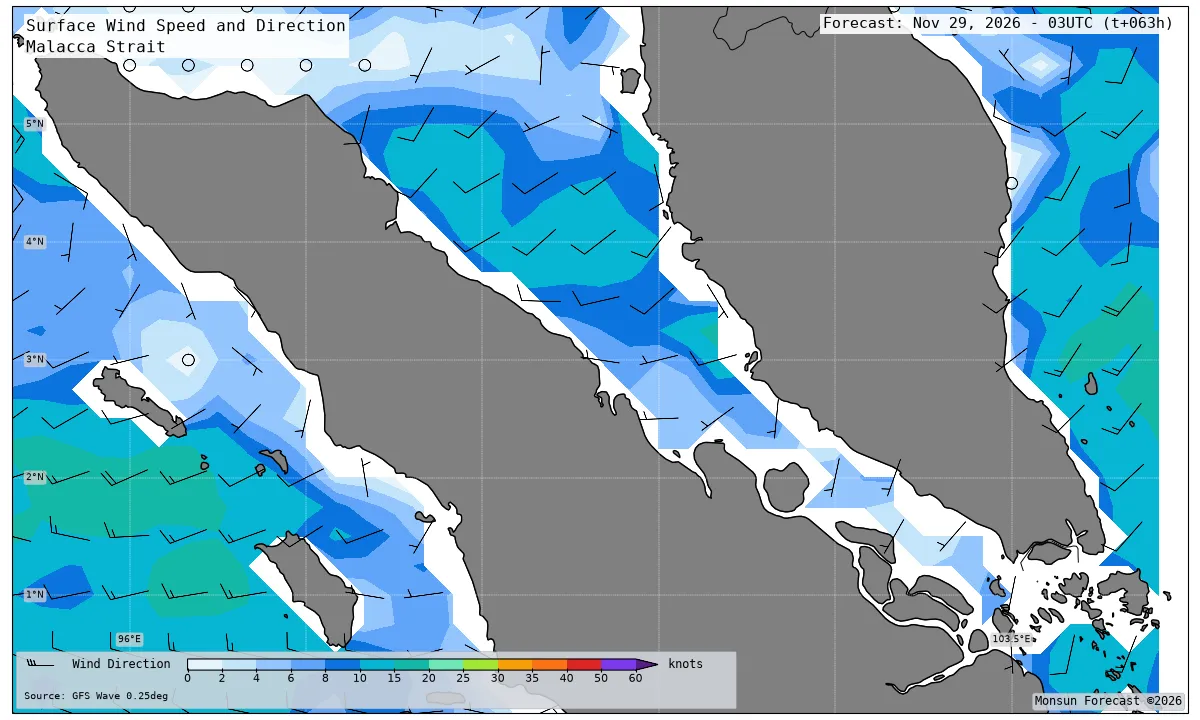 Surface Wind Speed and Direction
Malacca Strait
Forecast: Nov 29, 2026 - 03UTC (t+063h)
5°N
4°N
3°N
2°N
1°N
96°E
103.5°E
Wind Direction
knots
0 2 4 6 8 10 15 20 25 30 35 40 50 60
Source: GFS Wave 0.25deg
Monsun Forecast ©2026